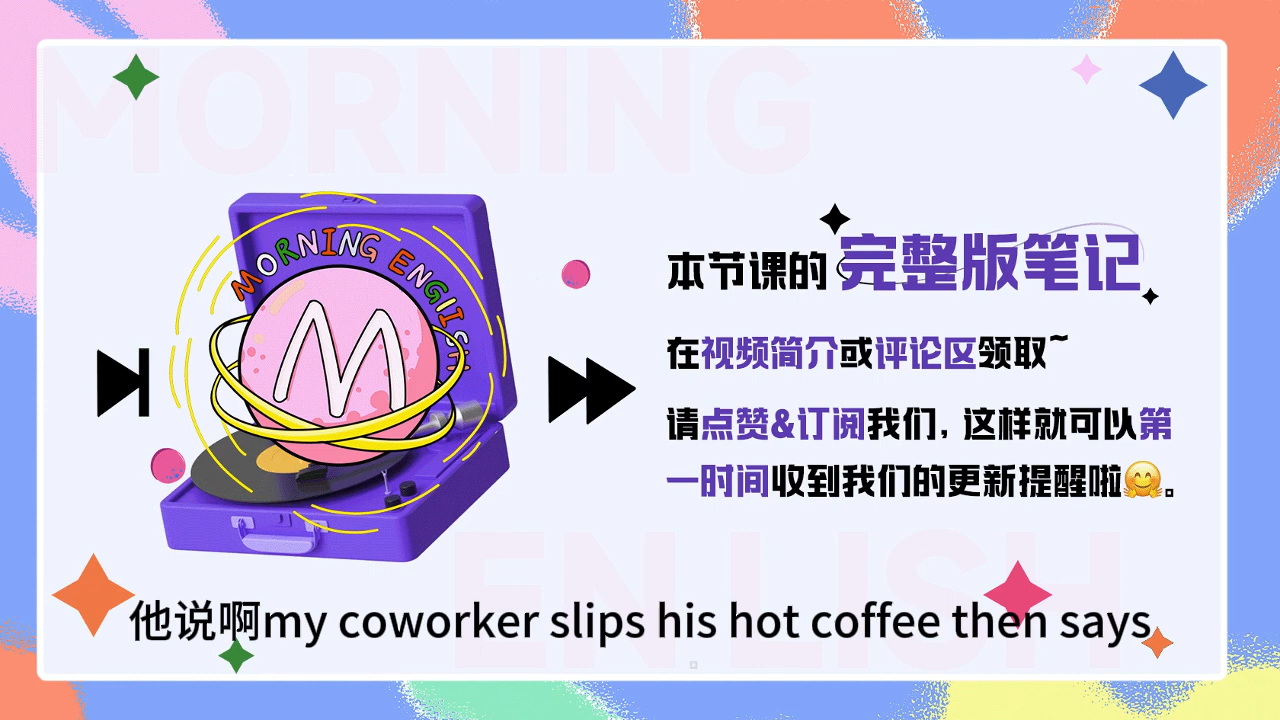 MORNING
MORNING ENGlISH
M
本节课的 完整版笔记
在视频简介或评论区领取~
请点赞&订阅我们, 这样就可以第
一时间收到我们的更新提醒啦🤗。
EN LISH
他说啊my coworker slips his hot coffee then says